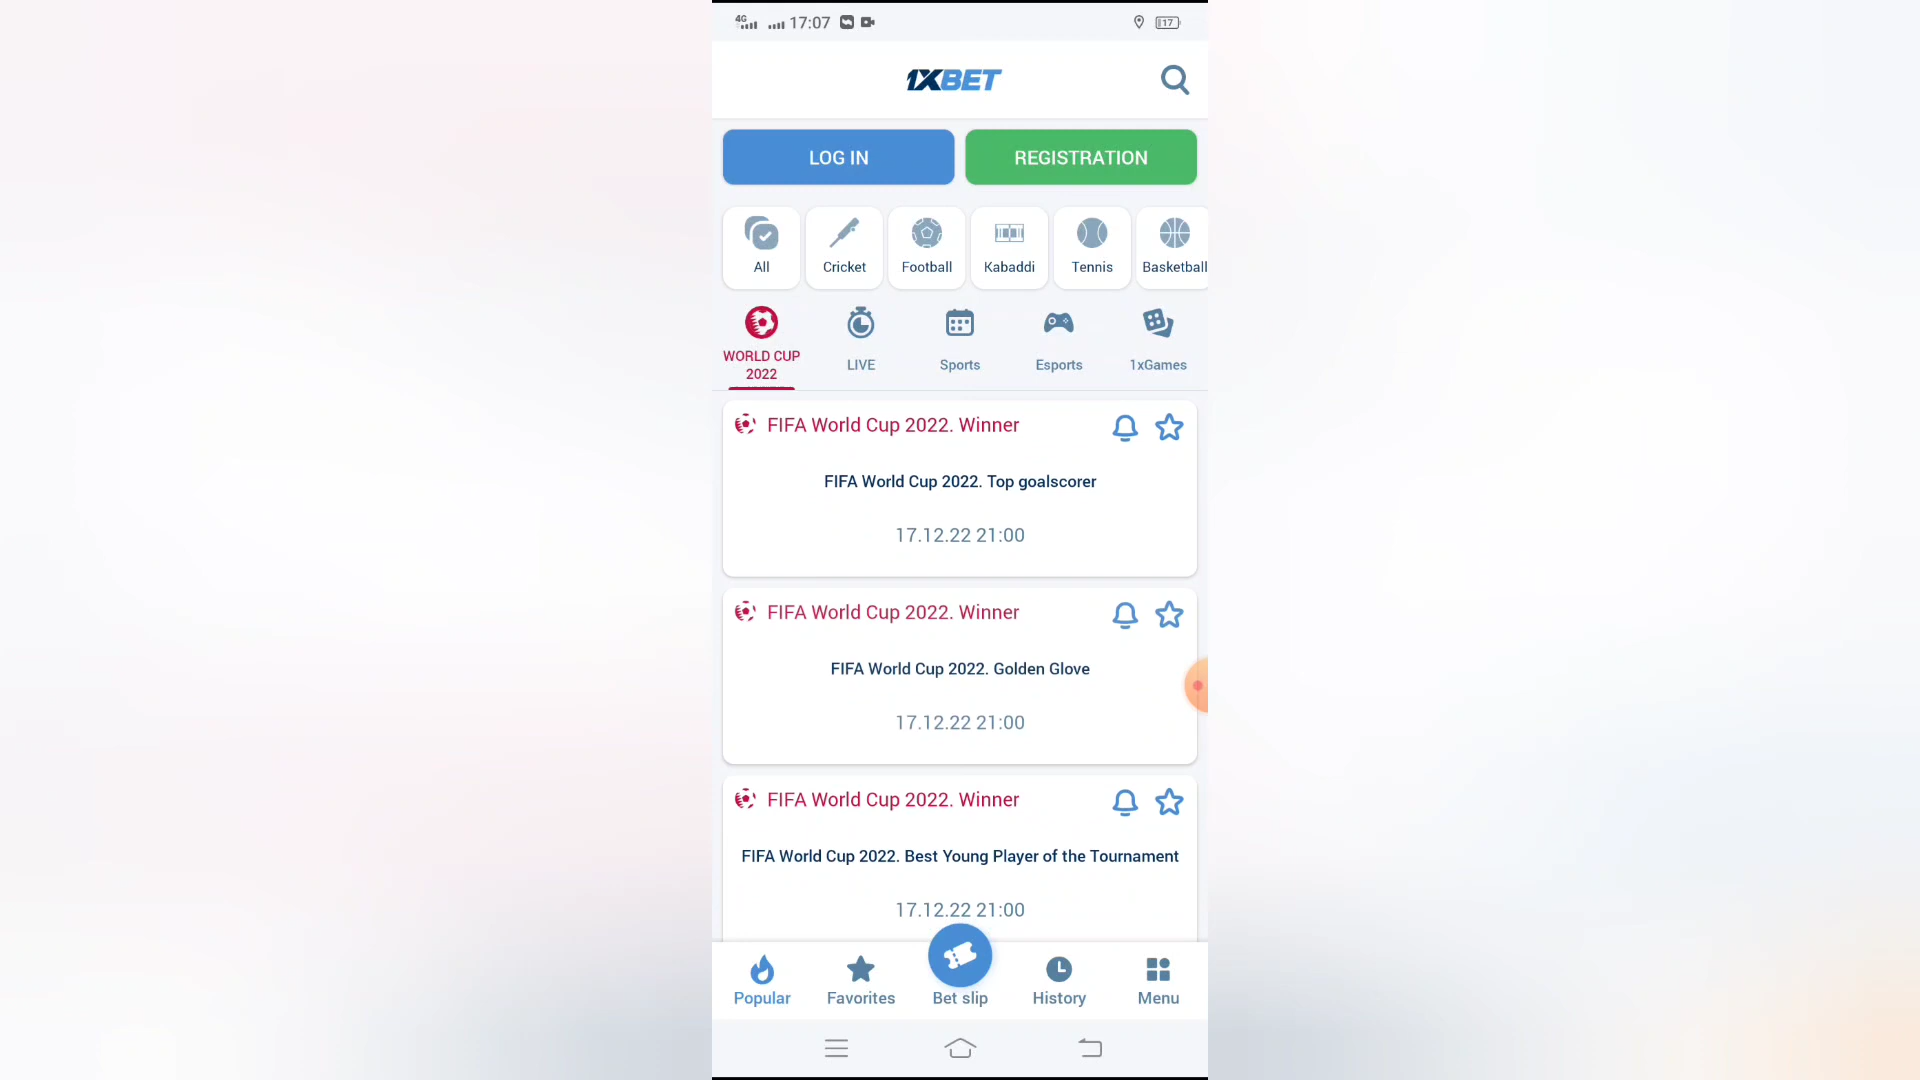 4G 17:07 17
1XBET
LOG IN REGISTRATION
All Cricket Football Kabaddi Tennis Basketball
WORLD CUP 2022 LIVE Sports Esports 1xGames
FIFA World Cup 2022. Winner
FIFA World Cup 2022. Top goalscorer
17.12.22 21:00
FIFA World Cup 2022. Winner
FIFA World Cup 2022. Golden Glove
17.12.22 21:00
FIFA World Cup 2022. Winner
FIFA World Cup 2022. Best Young Player of the Tournament
17.12.22 21:00
Popular Favorites Bet slip History Menu